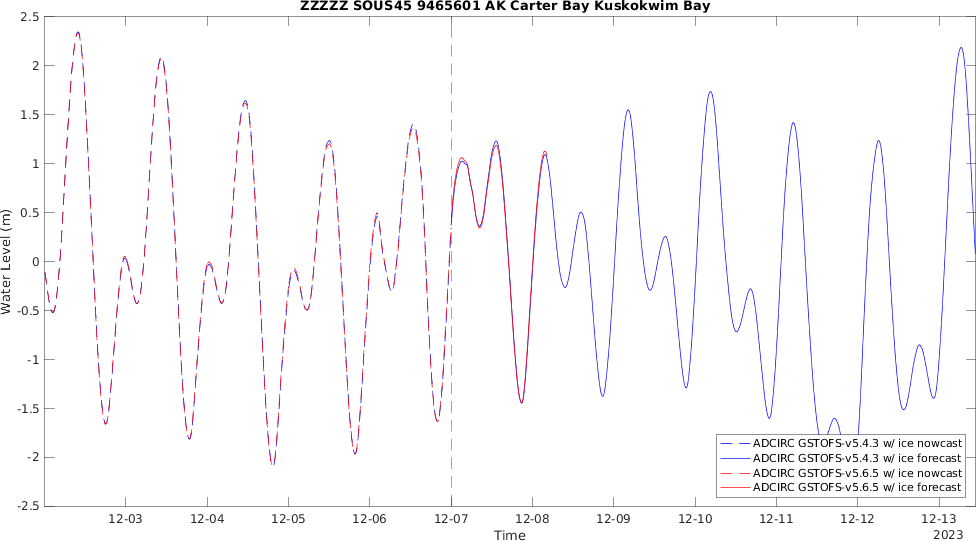 ZZZZZ SOUS45 9465601 AK Carter Bay Kuskokwim Bay
2.5
2
1.5
1
0.5
0
-0.5
-1
-1.5
-2
-2.5
Water Level (m)
ADCIRC GSTOFS-v5.4.3 w/ ice nowcast
ADCIRC GSTOFS-v5.4.3 w/ ice forecast
ADCIRC GSTOFS-v5.6.5 w/ ice nowcast
ADCIRC GSTOFS-v5.6.5 w/ ice forecast
12-03 12-04 12-05 12-06 12-07 12-08 12-09 12-10 12-11 12-12 12-13
Time 2023